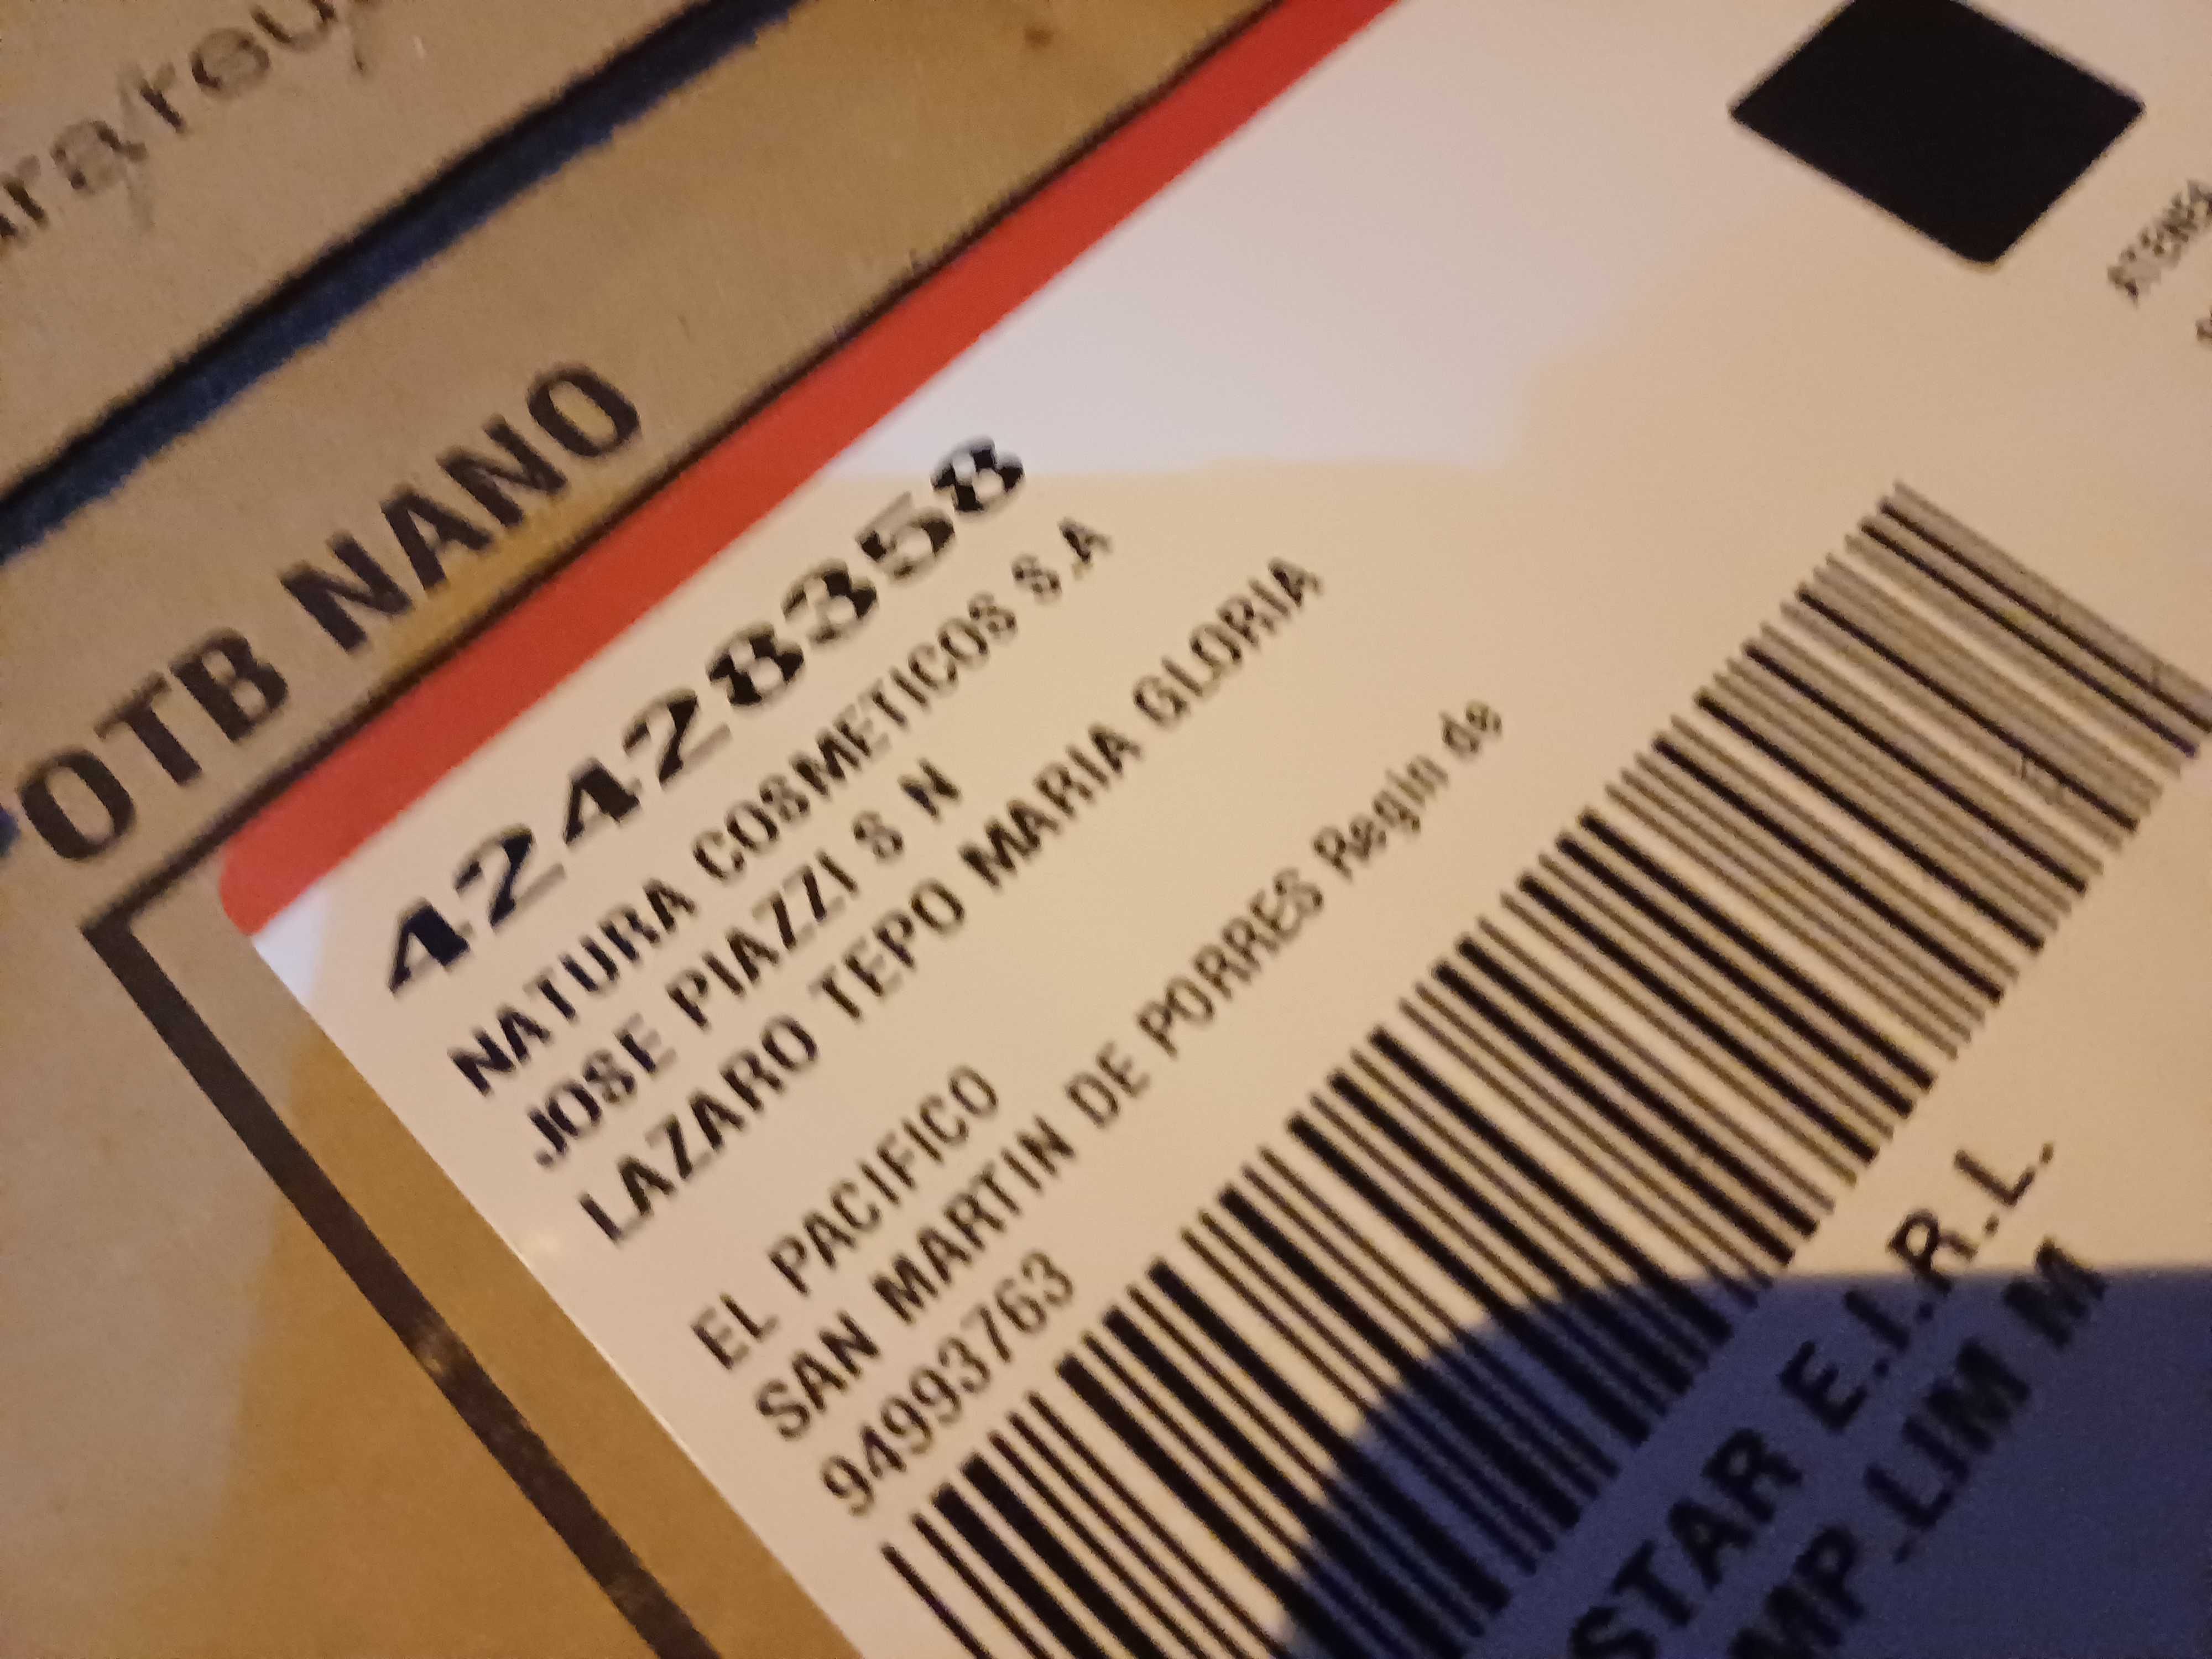 OTB NANO
42428358
NATURA COSMETICOS S.A
JOSE PIAZZI S N
LAZARO TEPO MARIA GLORIA
EL PACIFICO
SAN MARTIN DE PORRES Regin de
94993763
STAR E.I.R.L.
MP_LIM M